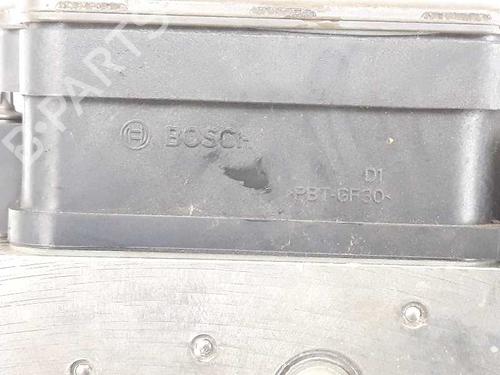 B-PARTS
BOSCH
D1
>PBT-GF30<